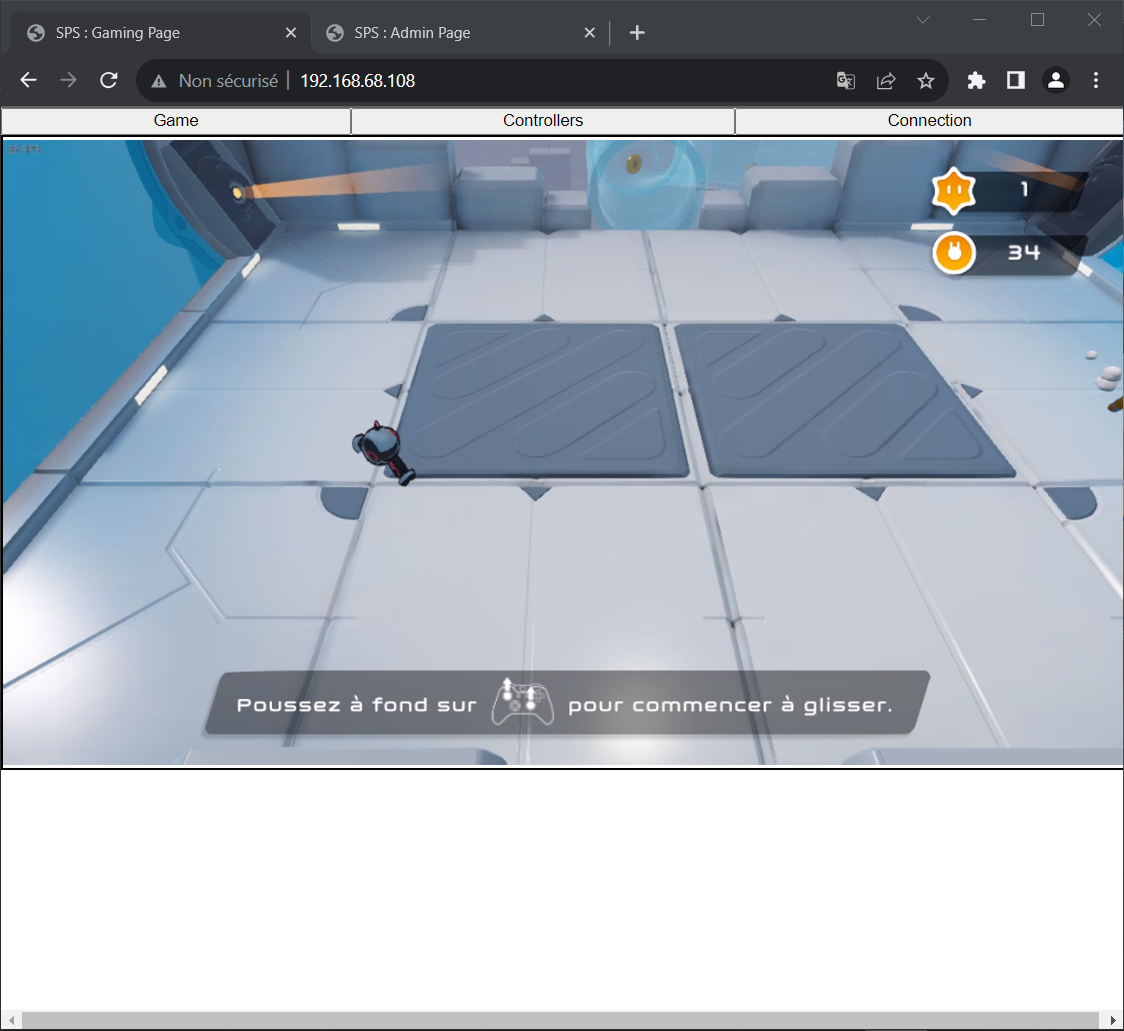 SPS : Gaming Page
SPS : Admin Page
Non sécurisé
192.168.68.108
Game
Controllers
Connection
1
34
Poussez à fond sur pour commencer à glisser.